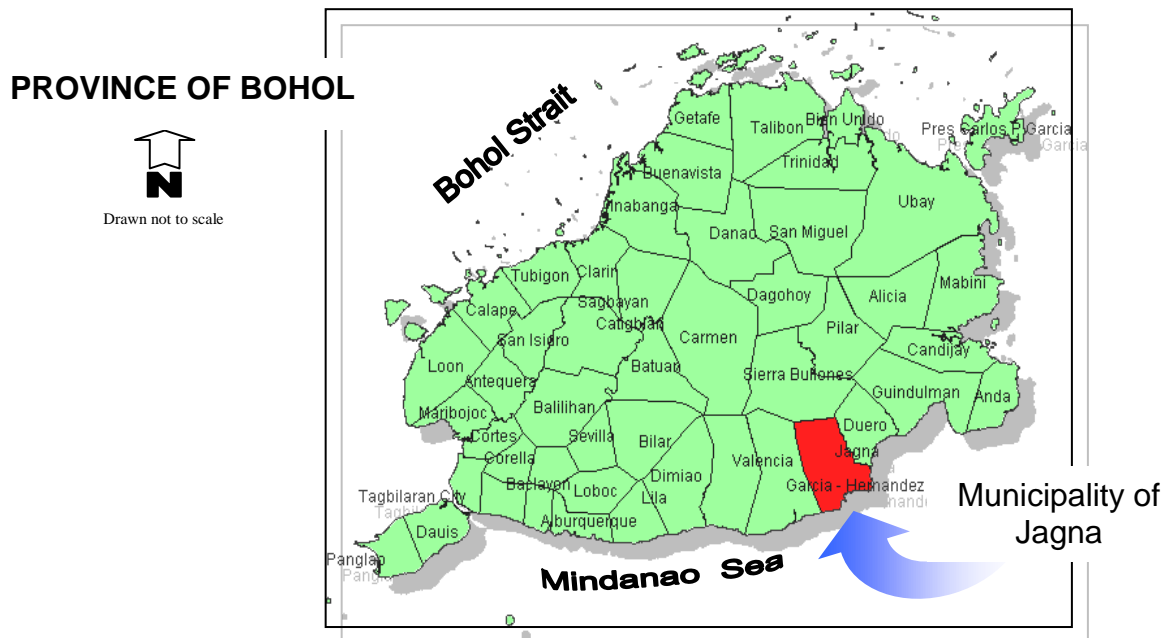 PROVINCE OF BOHOL
N
Drawn not to scale
Bohol Strait
Getafe
Talibon
Bien Unido
Pres Carlos P. Garcia
Trinidad
Buenavista
Ubay
Inabanga
Danao
San Miguel
Clarin
Tubigon
Mabini
Dagohoy
Alicia
Sagbayan
Calape
Catigbian
Pilar
Carmen
San Isidro
Candijay
Loon
Batuan
Sierra Bullones
Antequera
Guindulman
Anda
Balilihan
Maribojoc
Duero
Cortes
Sevilla
Bilar
Jagna
Corella
Valencia
Dimiao
Baclayon
Loboc
Garcia - Hernandez
Lila
Tagbilaran City
Alburquerque
Dauis
Panglao
Municipality of
Jagna
Mindanao Sea